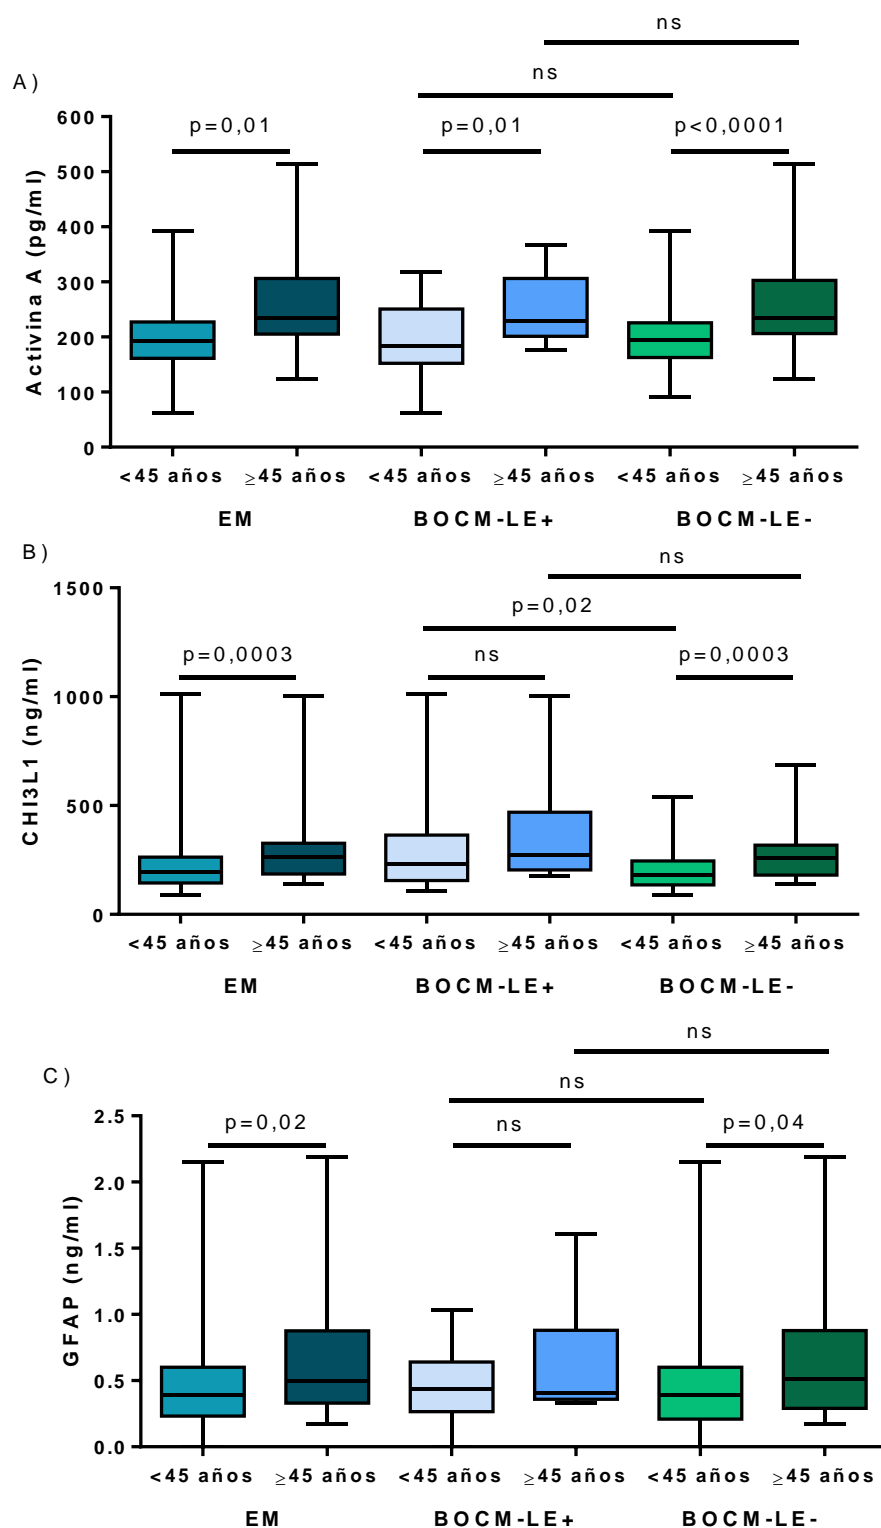 ns
A)
ns
p=0,01 p=0,01 p<0,0001
600
500
400
300
200
100
0
Activina A (pg/ml)
<45 años ≥45 años <45 años ≥45 años <45 años ≥45 años
EM BOCM-LE+ BOCM-LE-
B)
ns
p=0,02
p=0,0003 ns p=0,0003
1500
1000
500
0
CHI3L1 (ng/ml)
<45 años ≥45 años <45 años ≥45 años <45 años ≥45 años
EM BOCM-LE+ BOCM-LE-
ns
C)
ns
p=0,02 ns p=0,04
2.5
2.0
1.5
1.0
0.5
0.0
GFAP (ng/ml)
<45 años ≥45 años <45 años ≥45 años <45 años ≥45 años
EM BOCM-LE+ BOCM-LE-